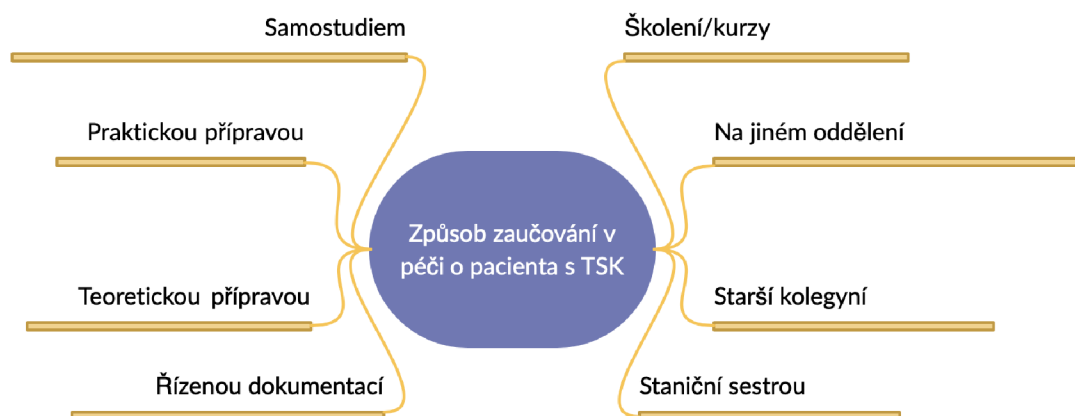 Samostudiem
Školení/kurzy
Praktickou přípravou
Na jiném oddělení
Způsob zaučování v
péči o pacienta s TSK
Teoretickou přípravou
Starší kolegyní
Řízenou dokumentací
Staniční sestrou